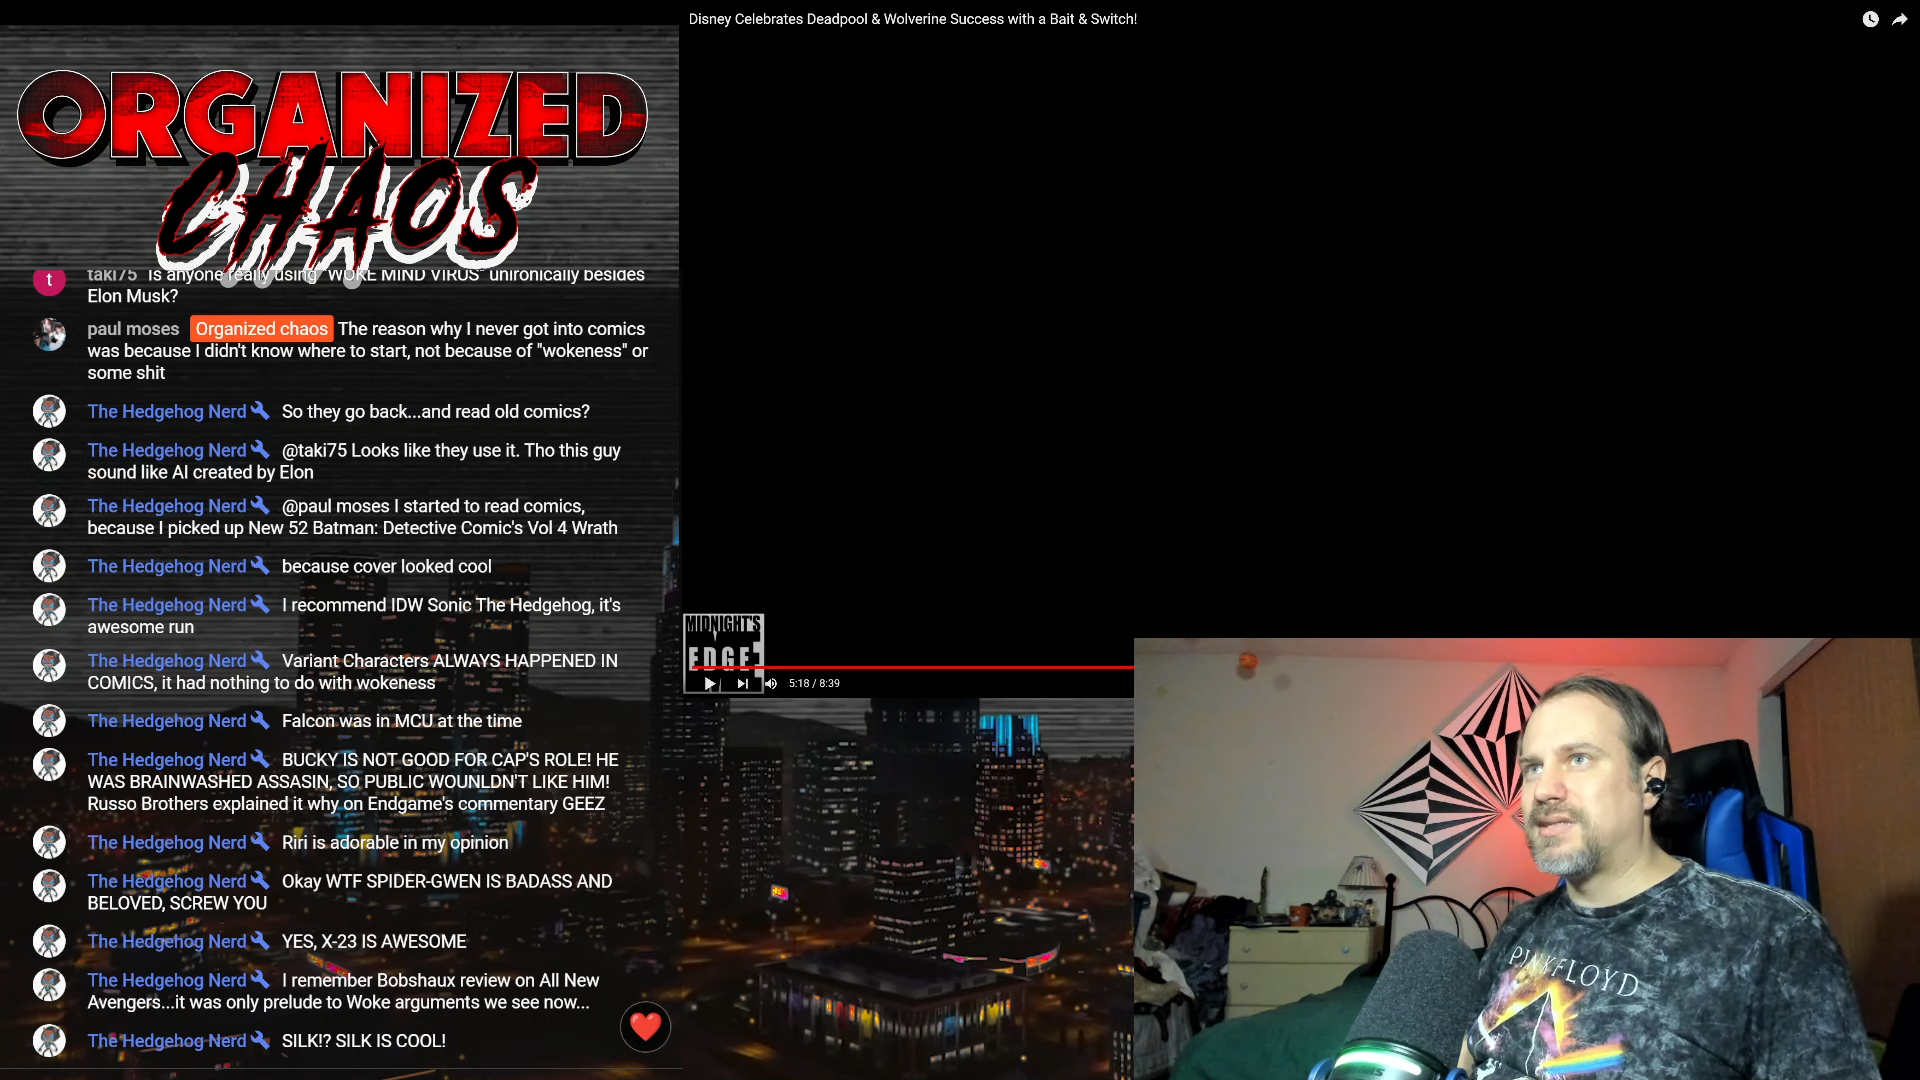 Disney Celebrates Deadpool & Wolverine Success with a Bait & Switch!
ORGANIZED
CHAOS
taki75 Is anyone really using "WOKE MIND VIRUS" unironically besides
Elon Musk?
paul moses Organized chaos The reason why I never got into comics
was because I didn't know where to start, not because of "wokeness" or
some shit
The Hedgehog Nerd So they go back...and read old comics?
The Hedgehog Nerd @taki75 Looks like they use it. Tho this guy
sound like AI created by Elon
The Hedgehog Nerd @paul moses I started to read comics,
because I picked up New 52 Batman: Detective Comic's Vol 4 Wrath
The Hedgehog Nerd because cover looked cool
The Hedgehog Nerd I recommend IDW Sonic The Hedgehog, it's
awesome run
The Hedgehog Nerd Variant Characters ALWAYS HAPPENED IN
COMICS, it had nothing to do with wokeness
The Hedgehog Nerd Falcon was in MCU at the time
The Hedgehog Nerd BUCKY IS NOT GOOD FOR CAP'S ROLE! HE
WAS BRAINWASHED ASSASIN, SO PUBLIC WOUNLDN'T LIKE HIM!
Russo Brothers explained it why on Endgame's commentary GEEZ
The Hedgehog Nerd Riri is adorable in my opinion
The Hedgehog Nerd Okay WTF SPIDER-GWEN IS BADASS AND
BELOVED, SCREW YOU
The Hedgehog Nerd YES, X-23 IS AWESOME
The Hedgehog Nerd I remember Bobshaux review on All New
Avengers...it was only prelude to Woke arguments we see now...
The Hedgehog Nerd SILK!? SILK IS COOL!
t
MIDNIGHT'S
EDGE
5:18 / 8:39
PINK FLOYD